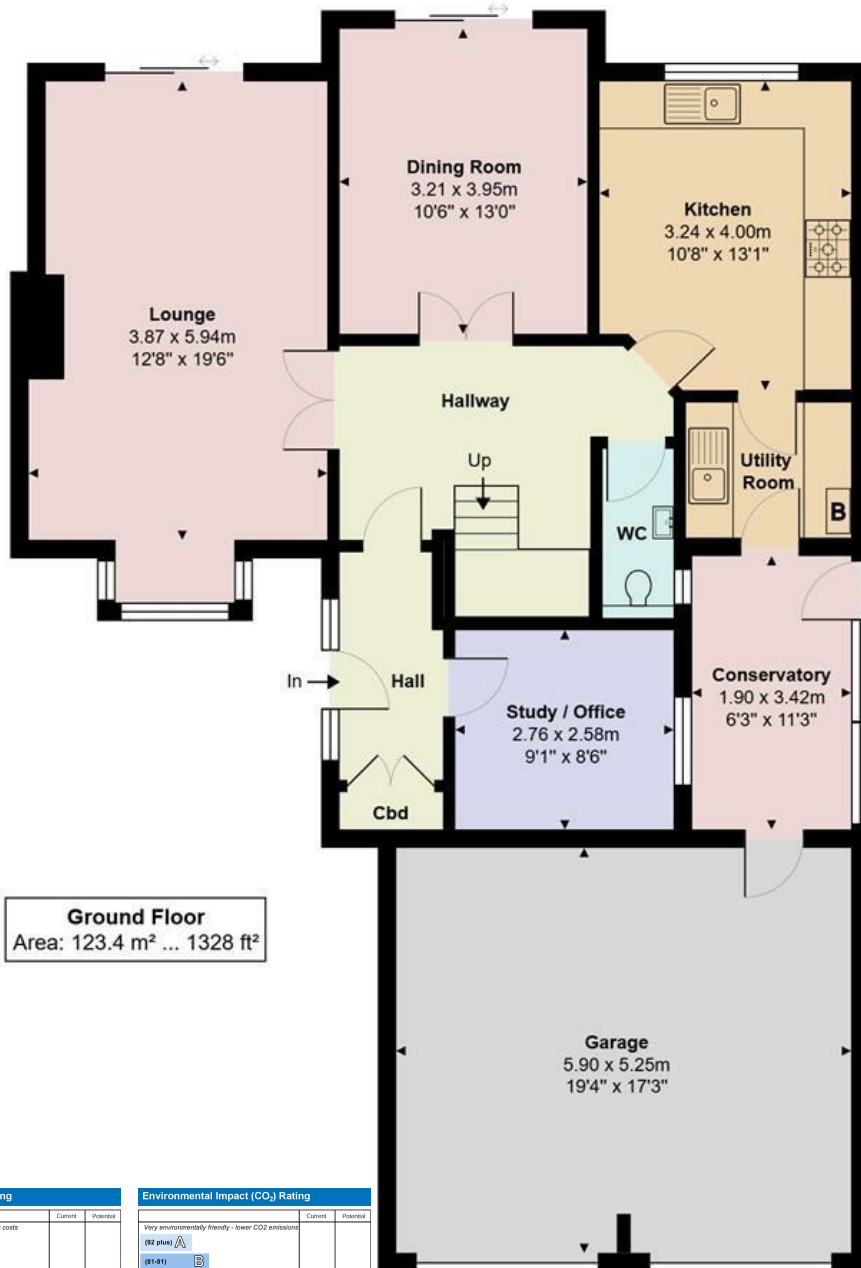 Dining Room
3.21 x 3.95m
10'6" x 13'0"
Kitchen
3.24 x 4.00m
10'8" x 13'1"
Lounge
3.87 x 5.94m
12'8" x 19'6"
Hallway
Up
Utility
Room
B
WC
In
Hall
Study / Office
2.76 x 2.58m
9'1" x 8'6"
Conservatory
1.90 x 3.42m
6'3" x 11'3"
Cbd
Ground Floor
Area: 123.4 m² ... 1328 ft²
Garage
5.90 x 5.25m
19'4" x 17'3"
ng
Current Potential
costs
Environmental Impact (CO₂) Rating
Current Potential
Very environmentally friendly - lower CO2 emissions
(92 plus) A
(81-91) B